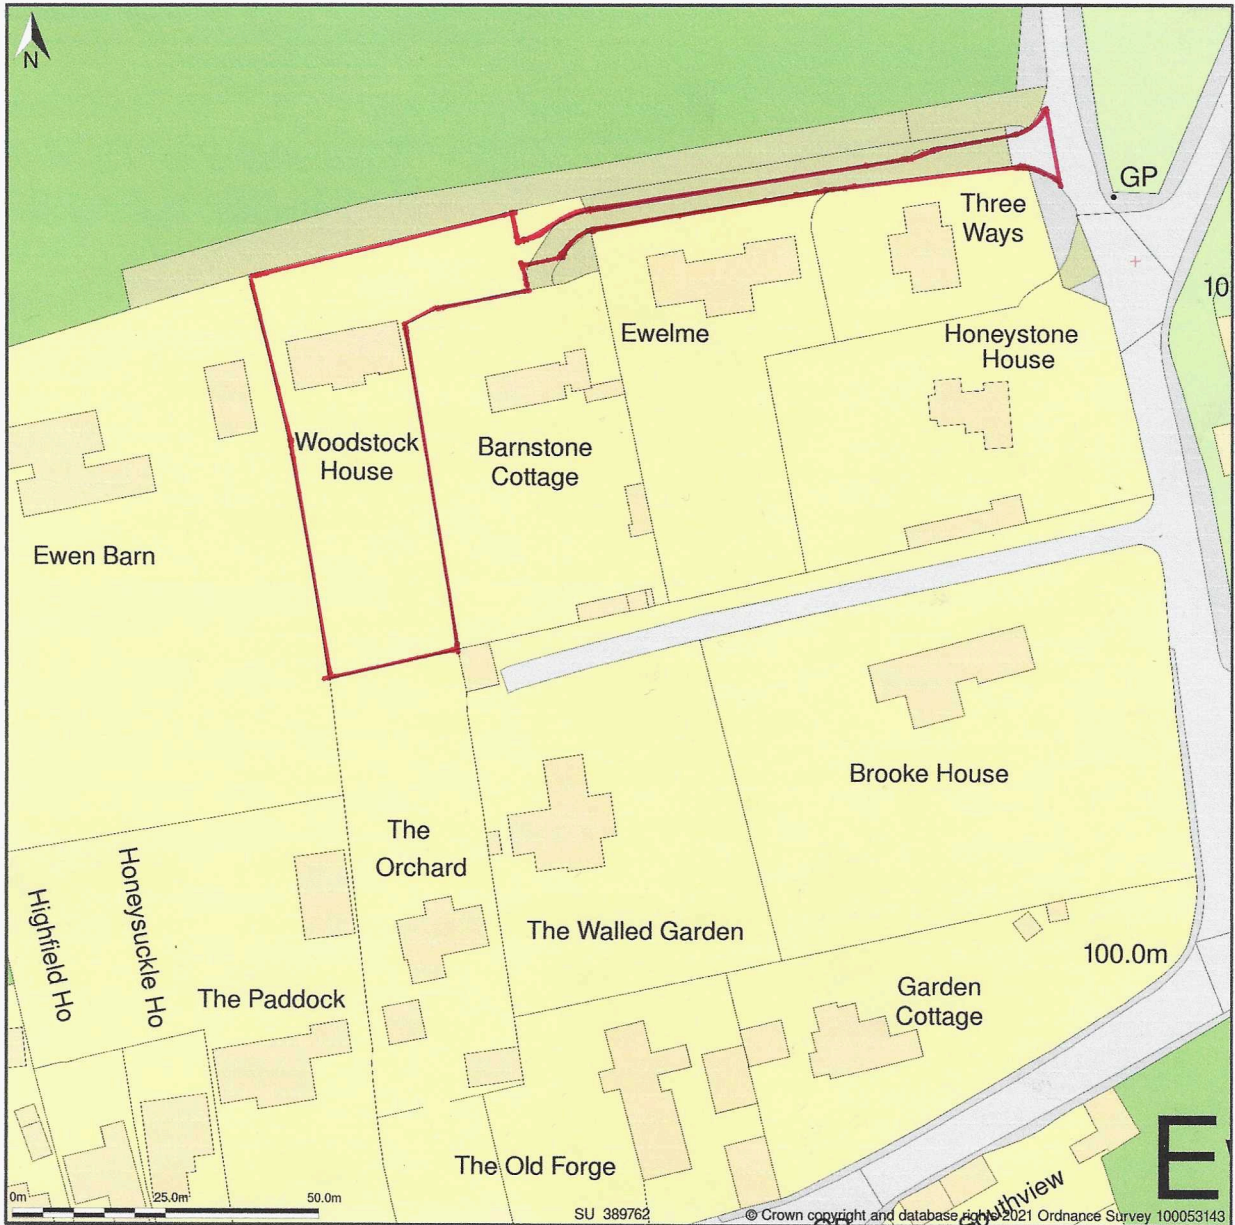 N
GP
Three
Ways
10
Ewelme
Honeystone
House
Woodstock
House
Barnstone
Cottage
Ewen Barn
Brooke House
The
Orchard
Honeysuckle Ho
Highfield Ho
The Walled Garden
100.0m
The Paddock
Garden
Cottage
The Old Forge
E
Southview
0m 25.0m 50.0m
SU 389762
© Crown copyright and database rights 2021 Ordnance Survey 100053143